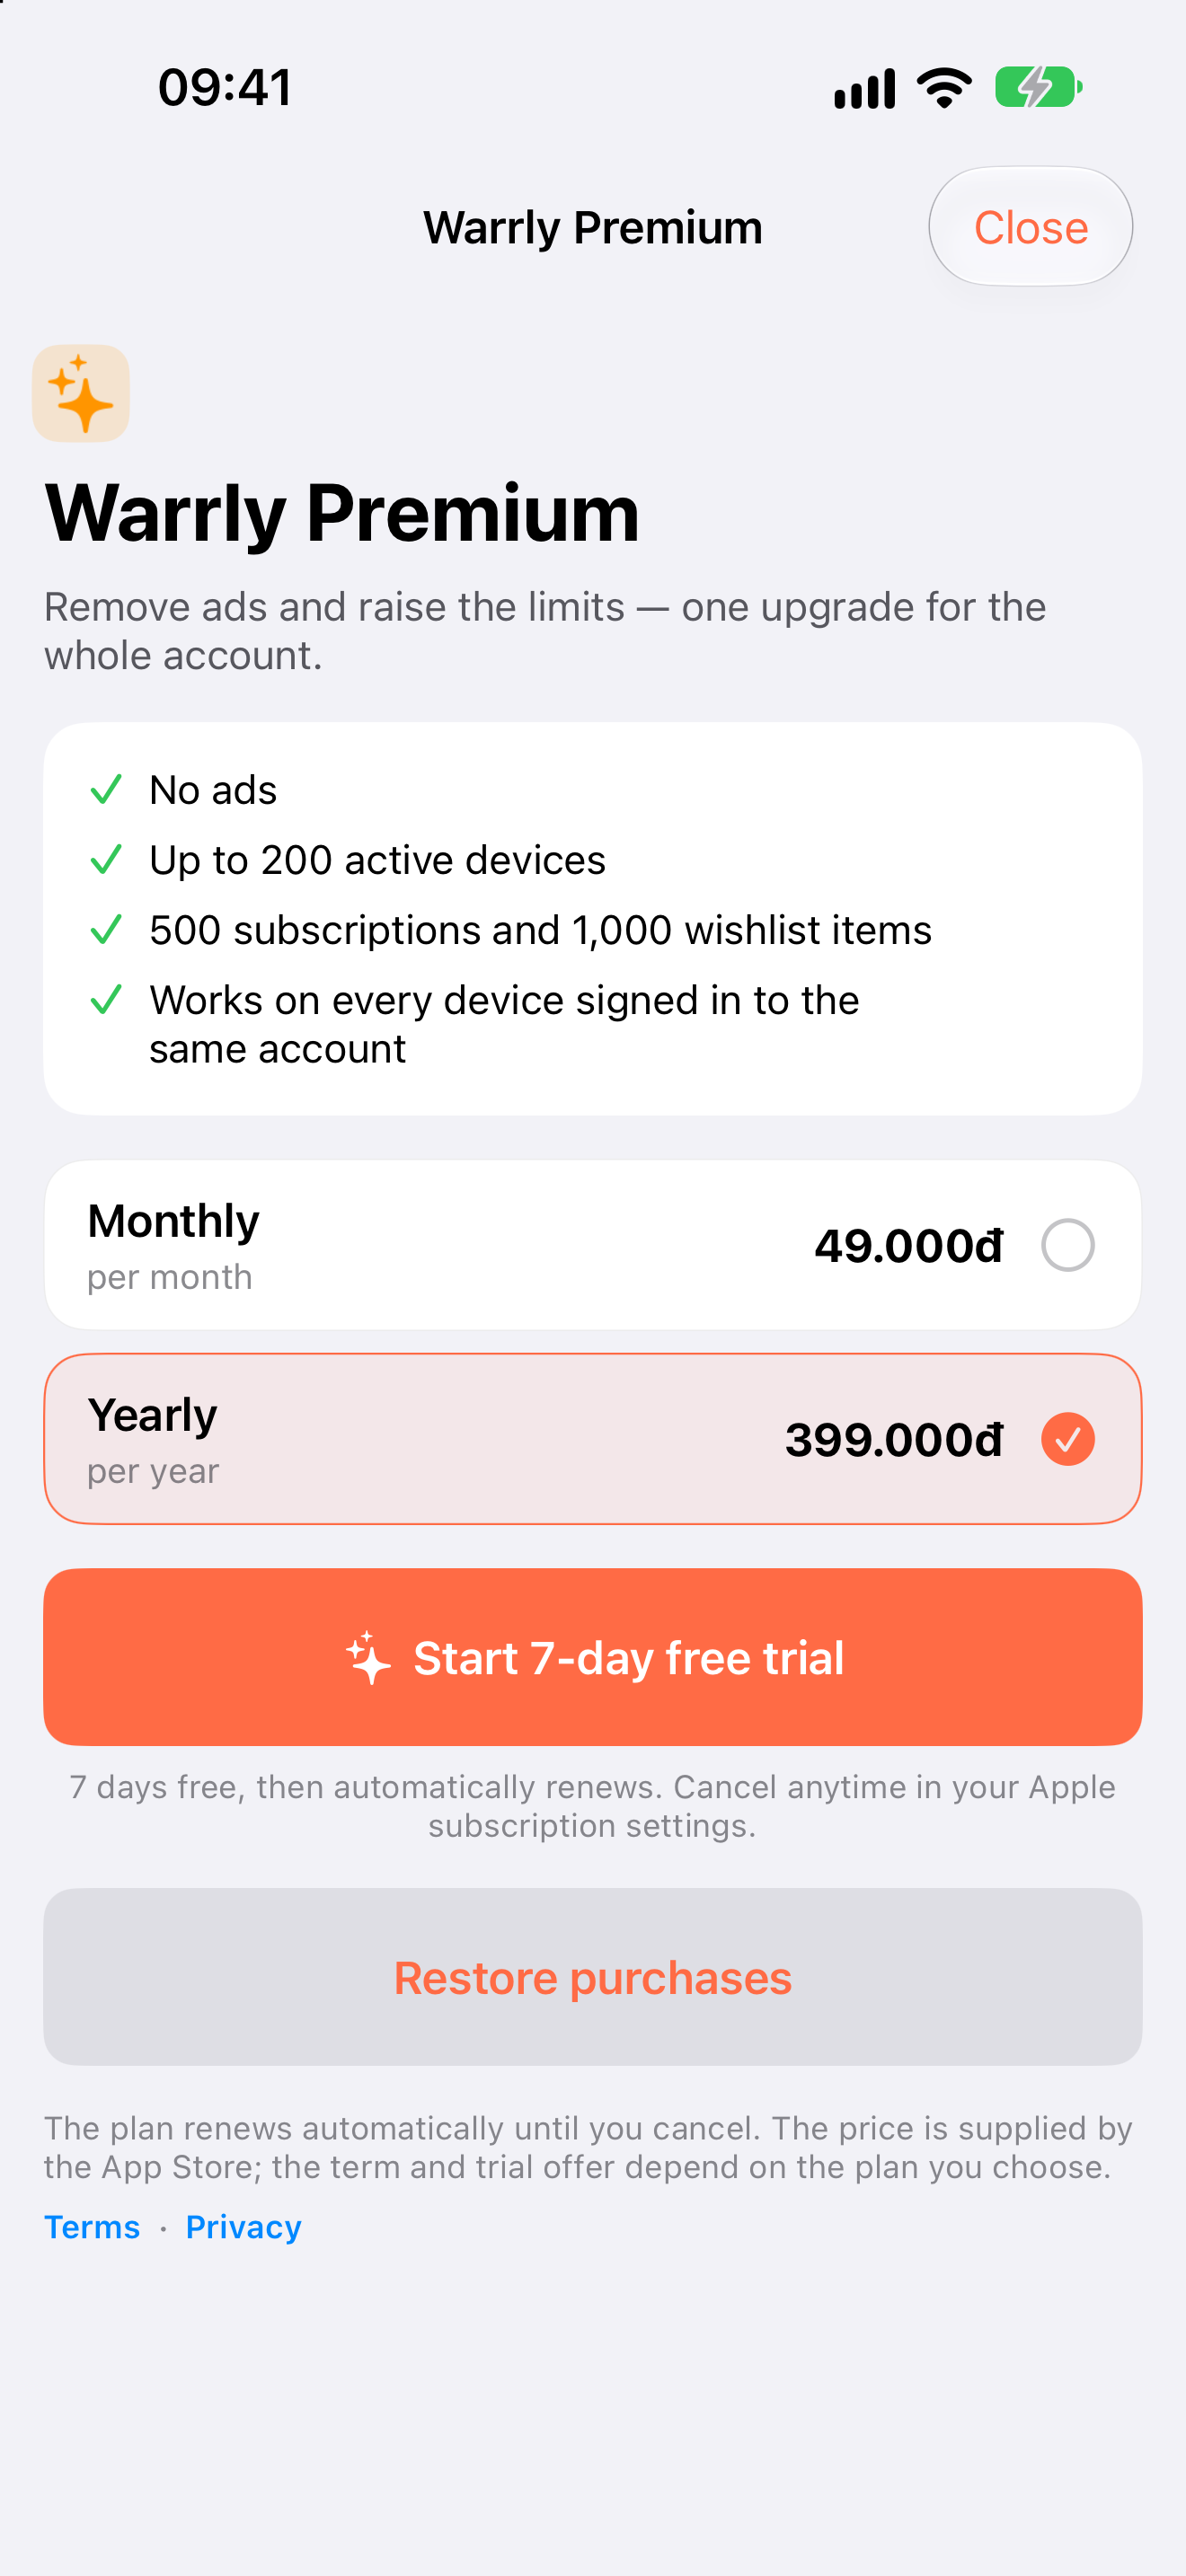 09:41
Warrly Premium
Close
Warrly Premium
Remove ads and raise the limits — one upgrade for the
whole account.
No ads
Up to 200 active devices
500 subscriptions and 1,000 wishlist items
Works on every device signed in to the
same account
Monthly
per month
49.000đ
Yearly
per year
399.000đ
Start 7-day free trial
7 days free, then automatically renews. Cancel anytime in your Apple
subscription settings.
Restore purchases
The plan renews automatically until you cancel. The price is supplied by
the App Store; the term and trial offer depend on the plan you choose.
Terms · Privacy